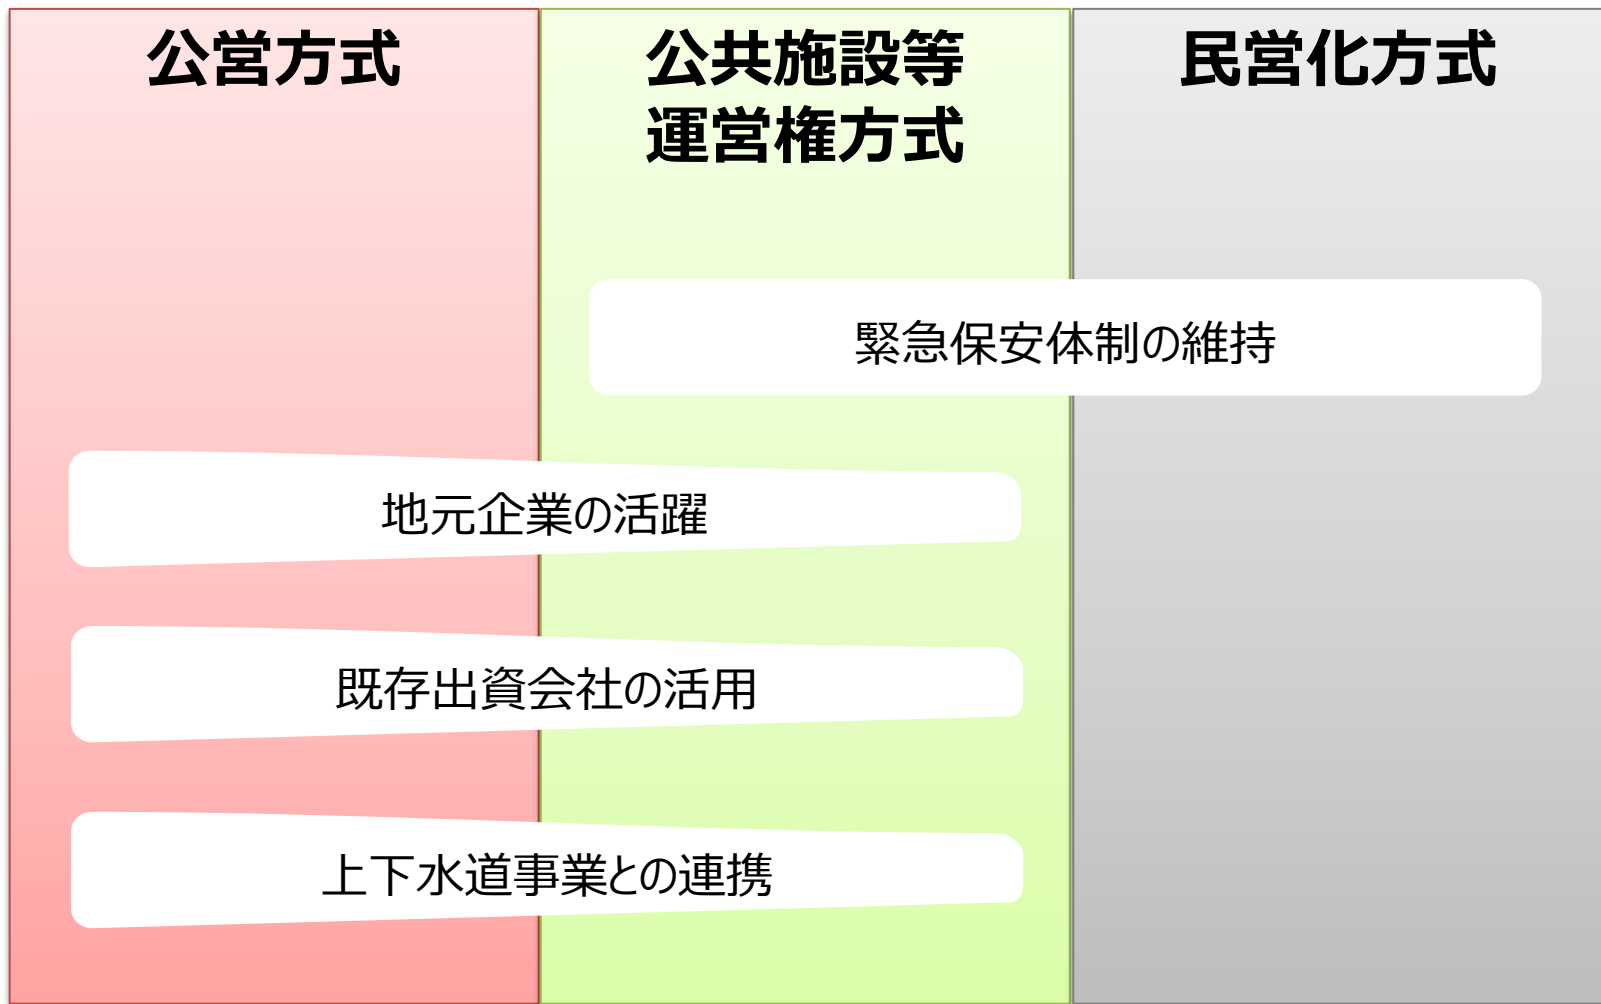 公営方式
公共施設等
運営権方式
民営化方式
緊急保安体制の維持
地元企業の活躍
既存出資会社の活用
上下水道事業との連携